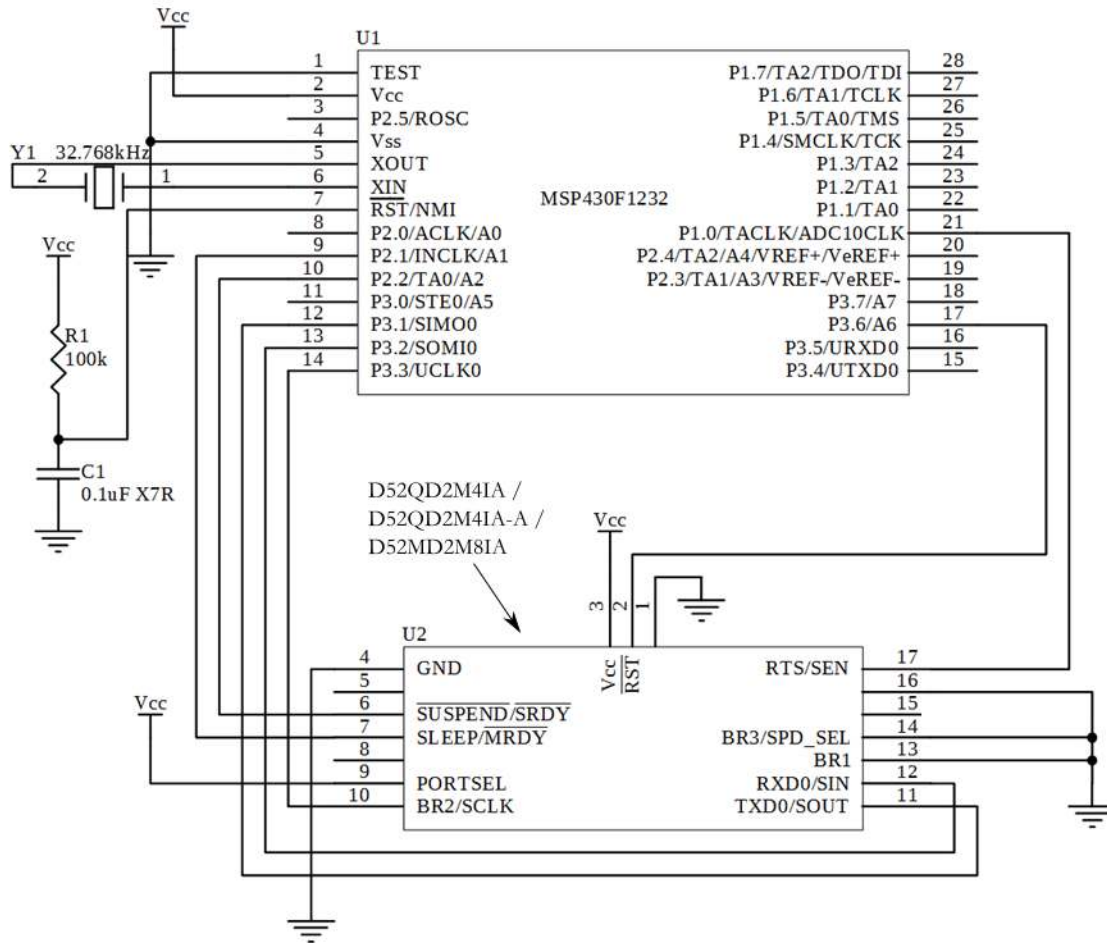 Vcc
U1
1 TEST P1.7/TA2/TDO/TDI 28
2 Vcc P1.6/TA1/TCLK 27
3 P2.5/ROSC P1.5/TA0/TMS 26
4 Vss P1.4/SMCLK/TCK 25
Y1 32.768kHz 5 XOUT P1.3/TA2 24
2 1 6 XIN P1.2/TA1 23
MSP430F1232
7 RST/NMI P1.1/TA0 22
8 P2.0/ACLK/A0 P1.0/TACLK/ADC10CLK 21
Vcc
9 P2.1/INCLK/A1 P2.4/TA2/A4/VREF+/VeREF+ 20
10 P2.2/TA0/A2 P2.3/TA1/A3/VREF-/VeREF- 19
11 P3.0/STE0/A5 P3.7/A7 18
12 P3.1/SIMO0 P3.6/A6 17
R1
13 P3.2/SOMI0 P3.5/URXD0 16
100k
14 P3.3/UCLK0 P3.4/UTXD0 15
C1
0.1uF X7R
D52QD2M4IA /
D52QD2M4IA-A /
D52MD2M8IA
Vcc
3 2 1
U2
Vcc
RST
4 GND RTS/SEN 17
5 16
Vcc
6 SUSPEND/SRDY 15
7 SLEEP/MRDY BR3/SPD_SEL 14
8 BR1 13
9 PORTSEL RXD0/SIN 12
10 BR2/SCLK TXD0/SOUT 11